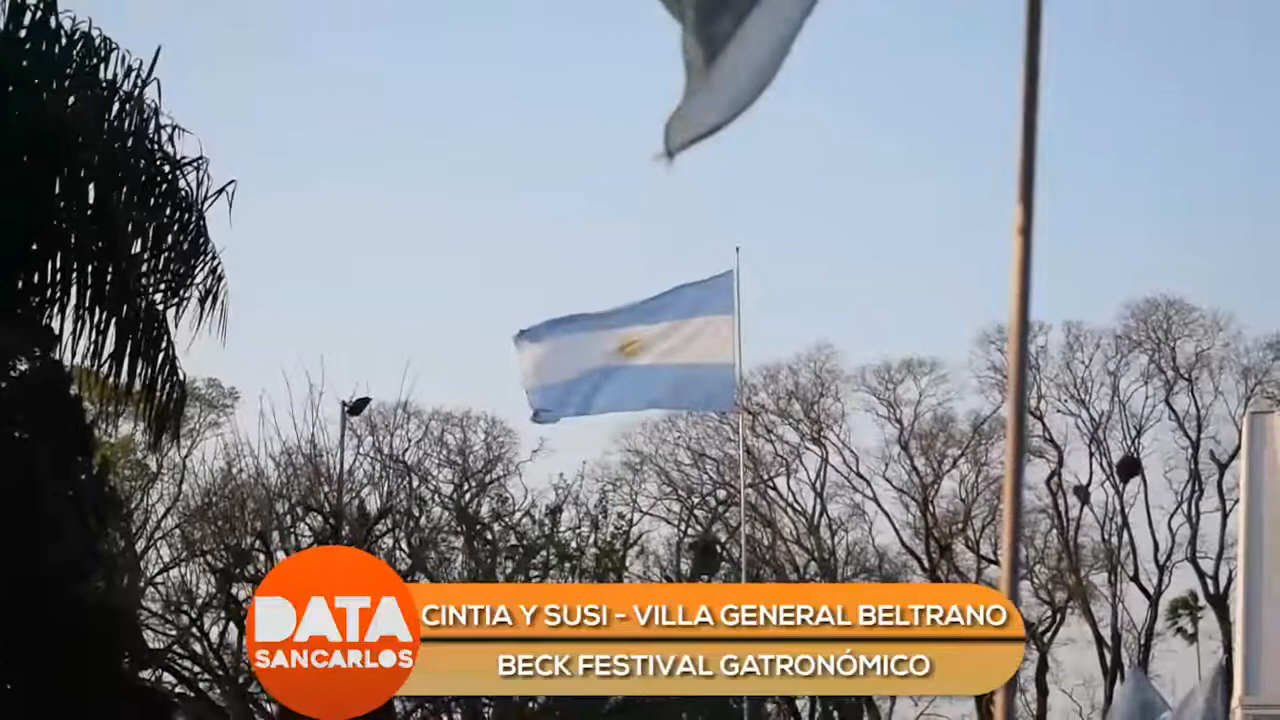 DATA
SANCARLOS
CINTIA Y SUSI - VILLA GENERAL BELTRANO
BECK FESTIVAL GATRONÓMICO